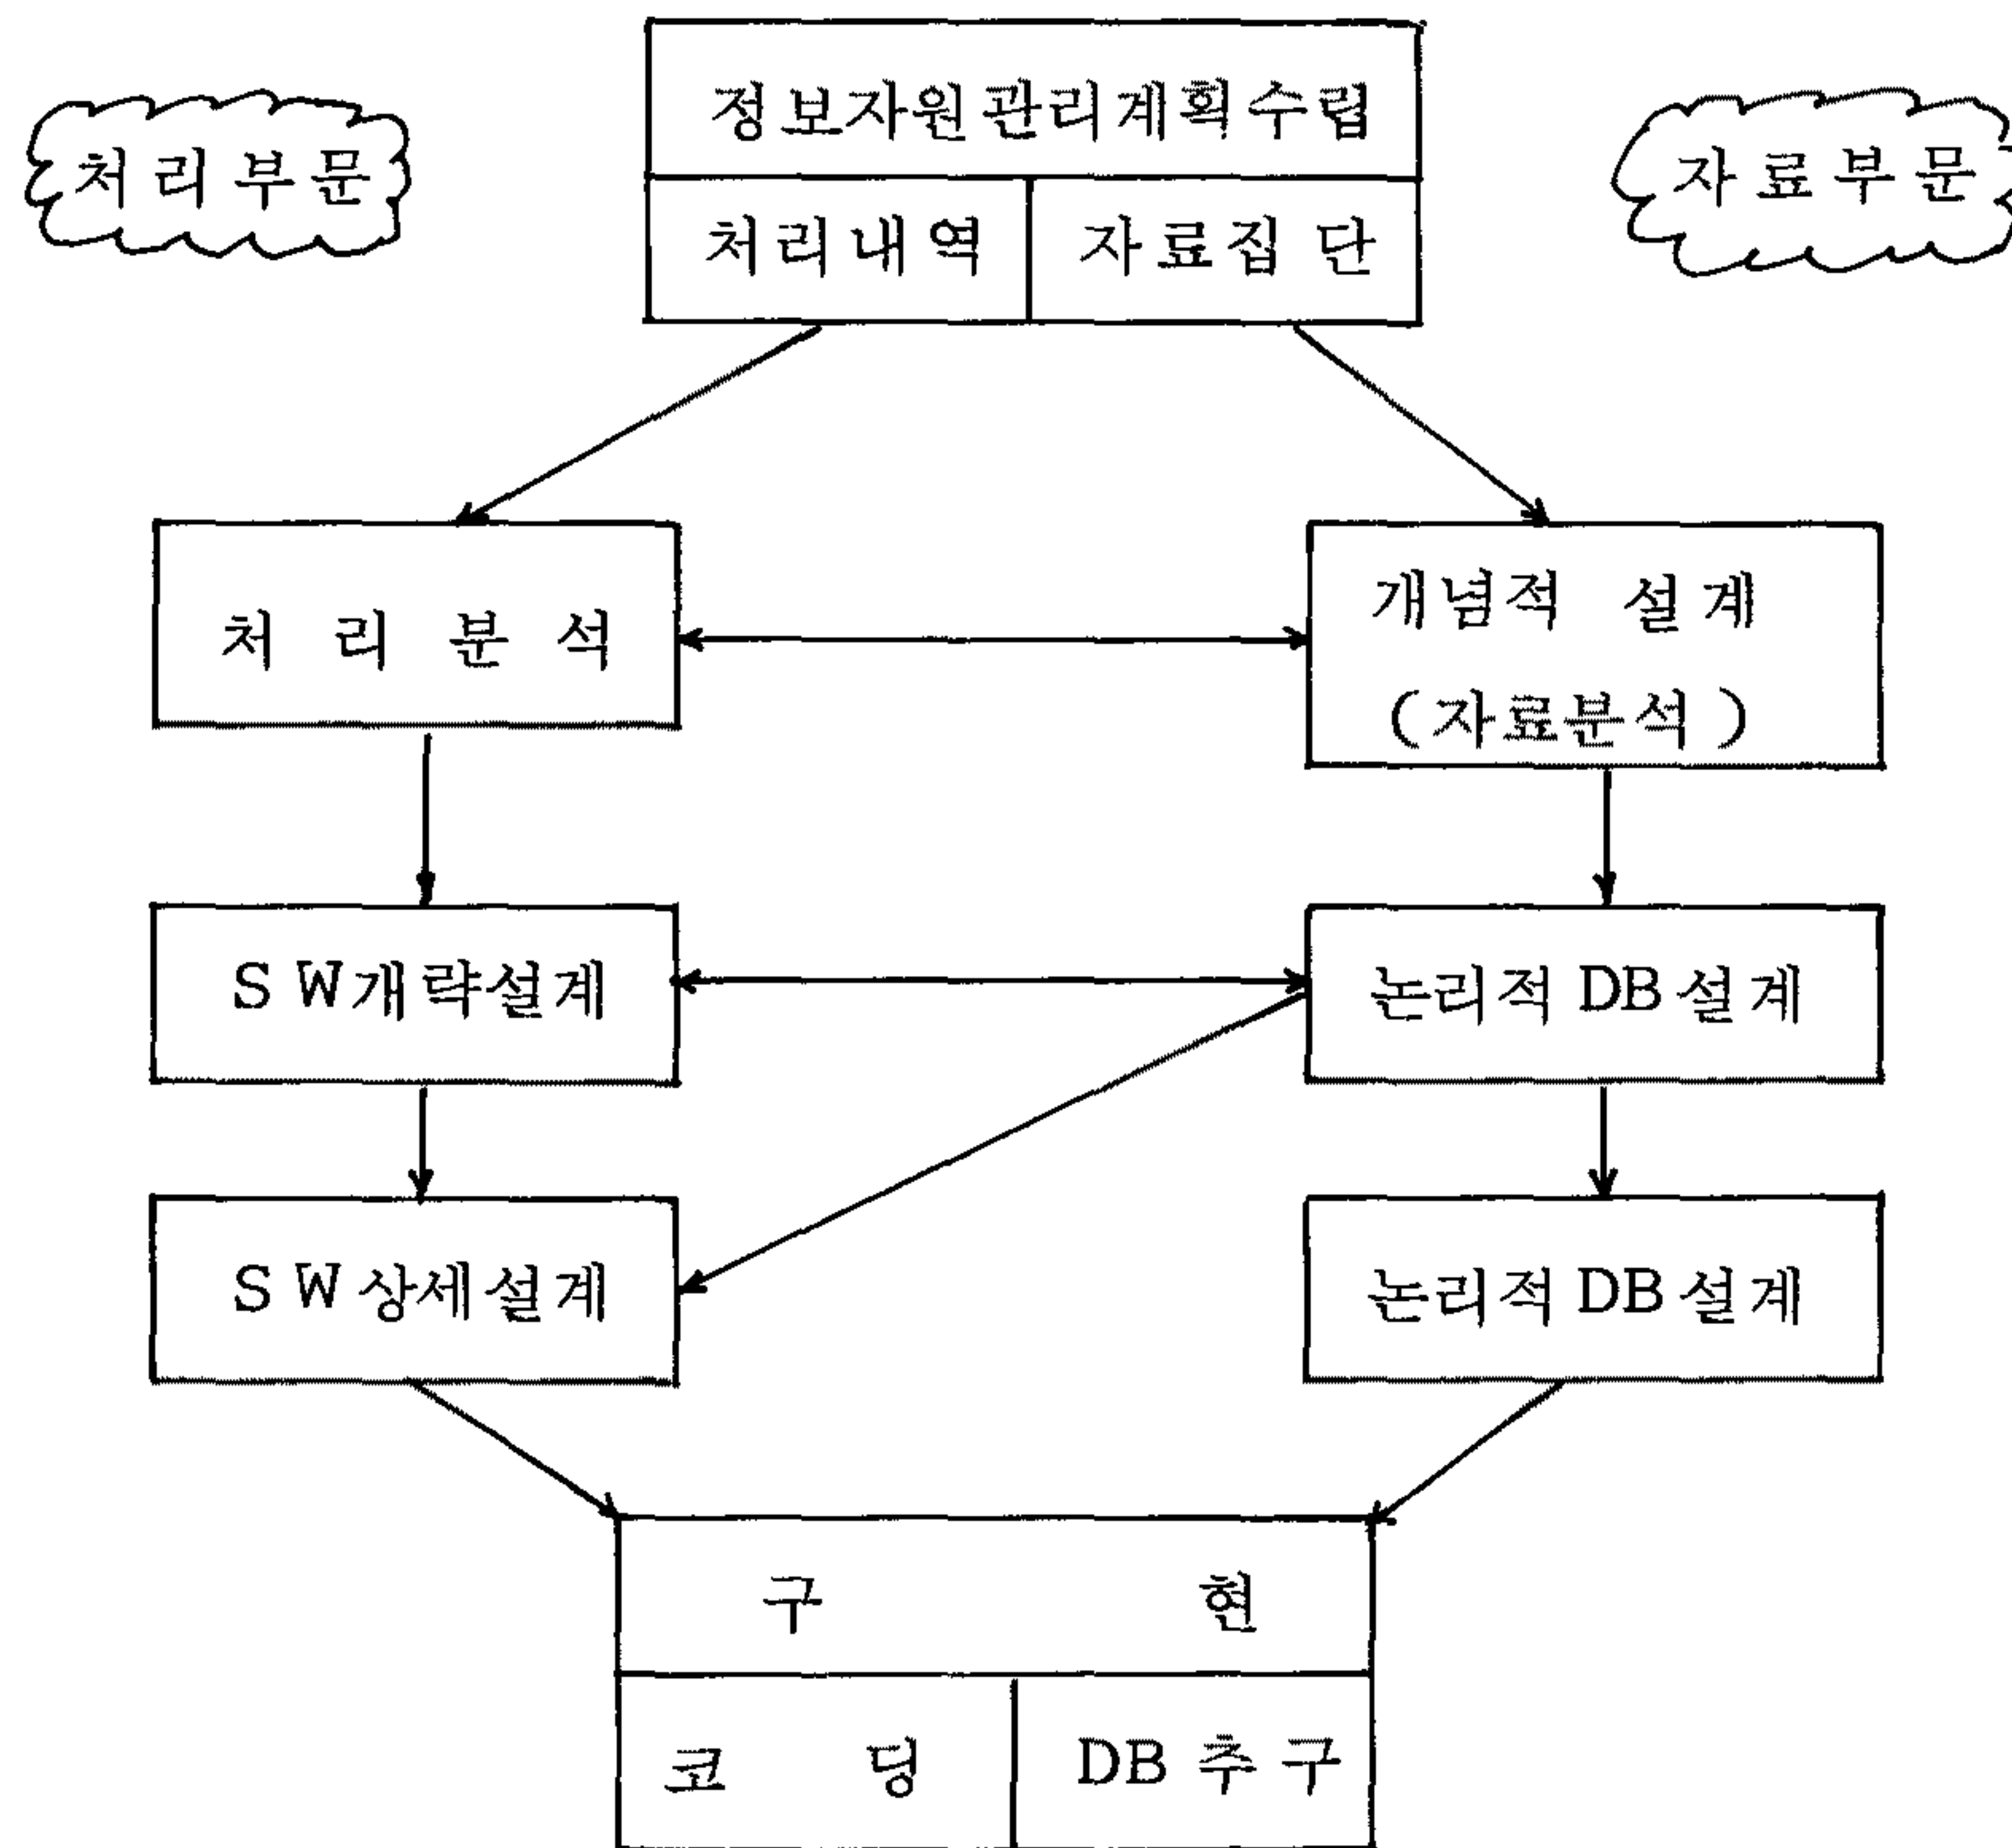 정보자원관리계획수립
처리부문
자료부문
처리내역
자료집단
처리분석
개념적 설계
(자료분석)
SW개략설계
논리적 DB설계
SW상세설계
논리적 DB설계
구현
코딩
DB 추구